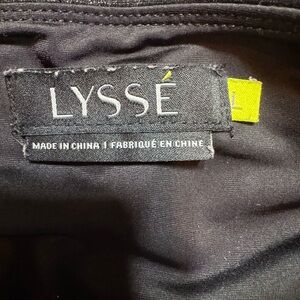 LYSSÉ
L
MADE IN CHINA | FABRIQUÉ EN CHINE